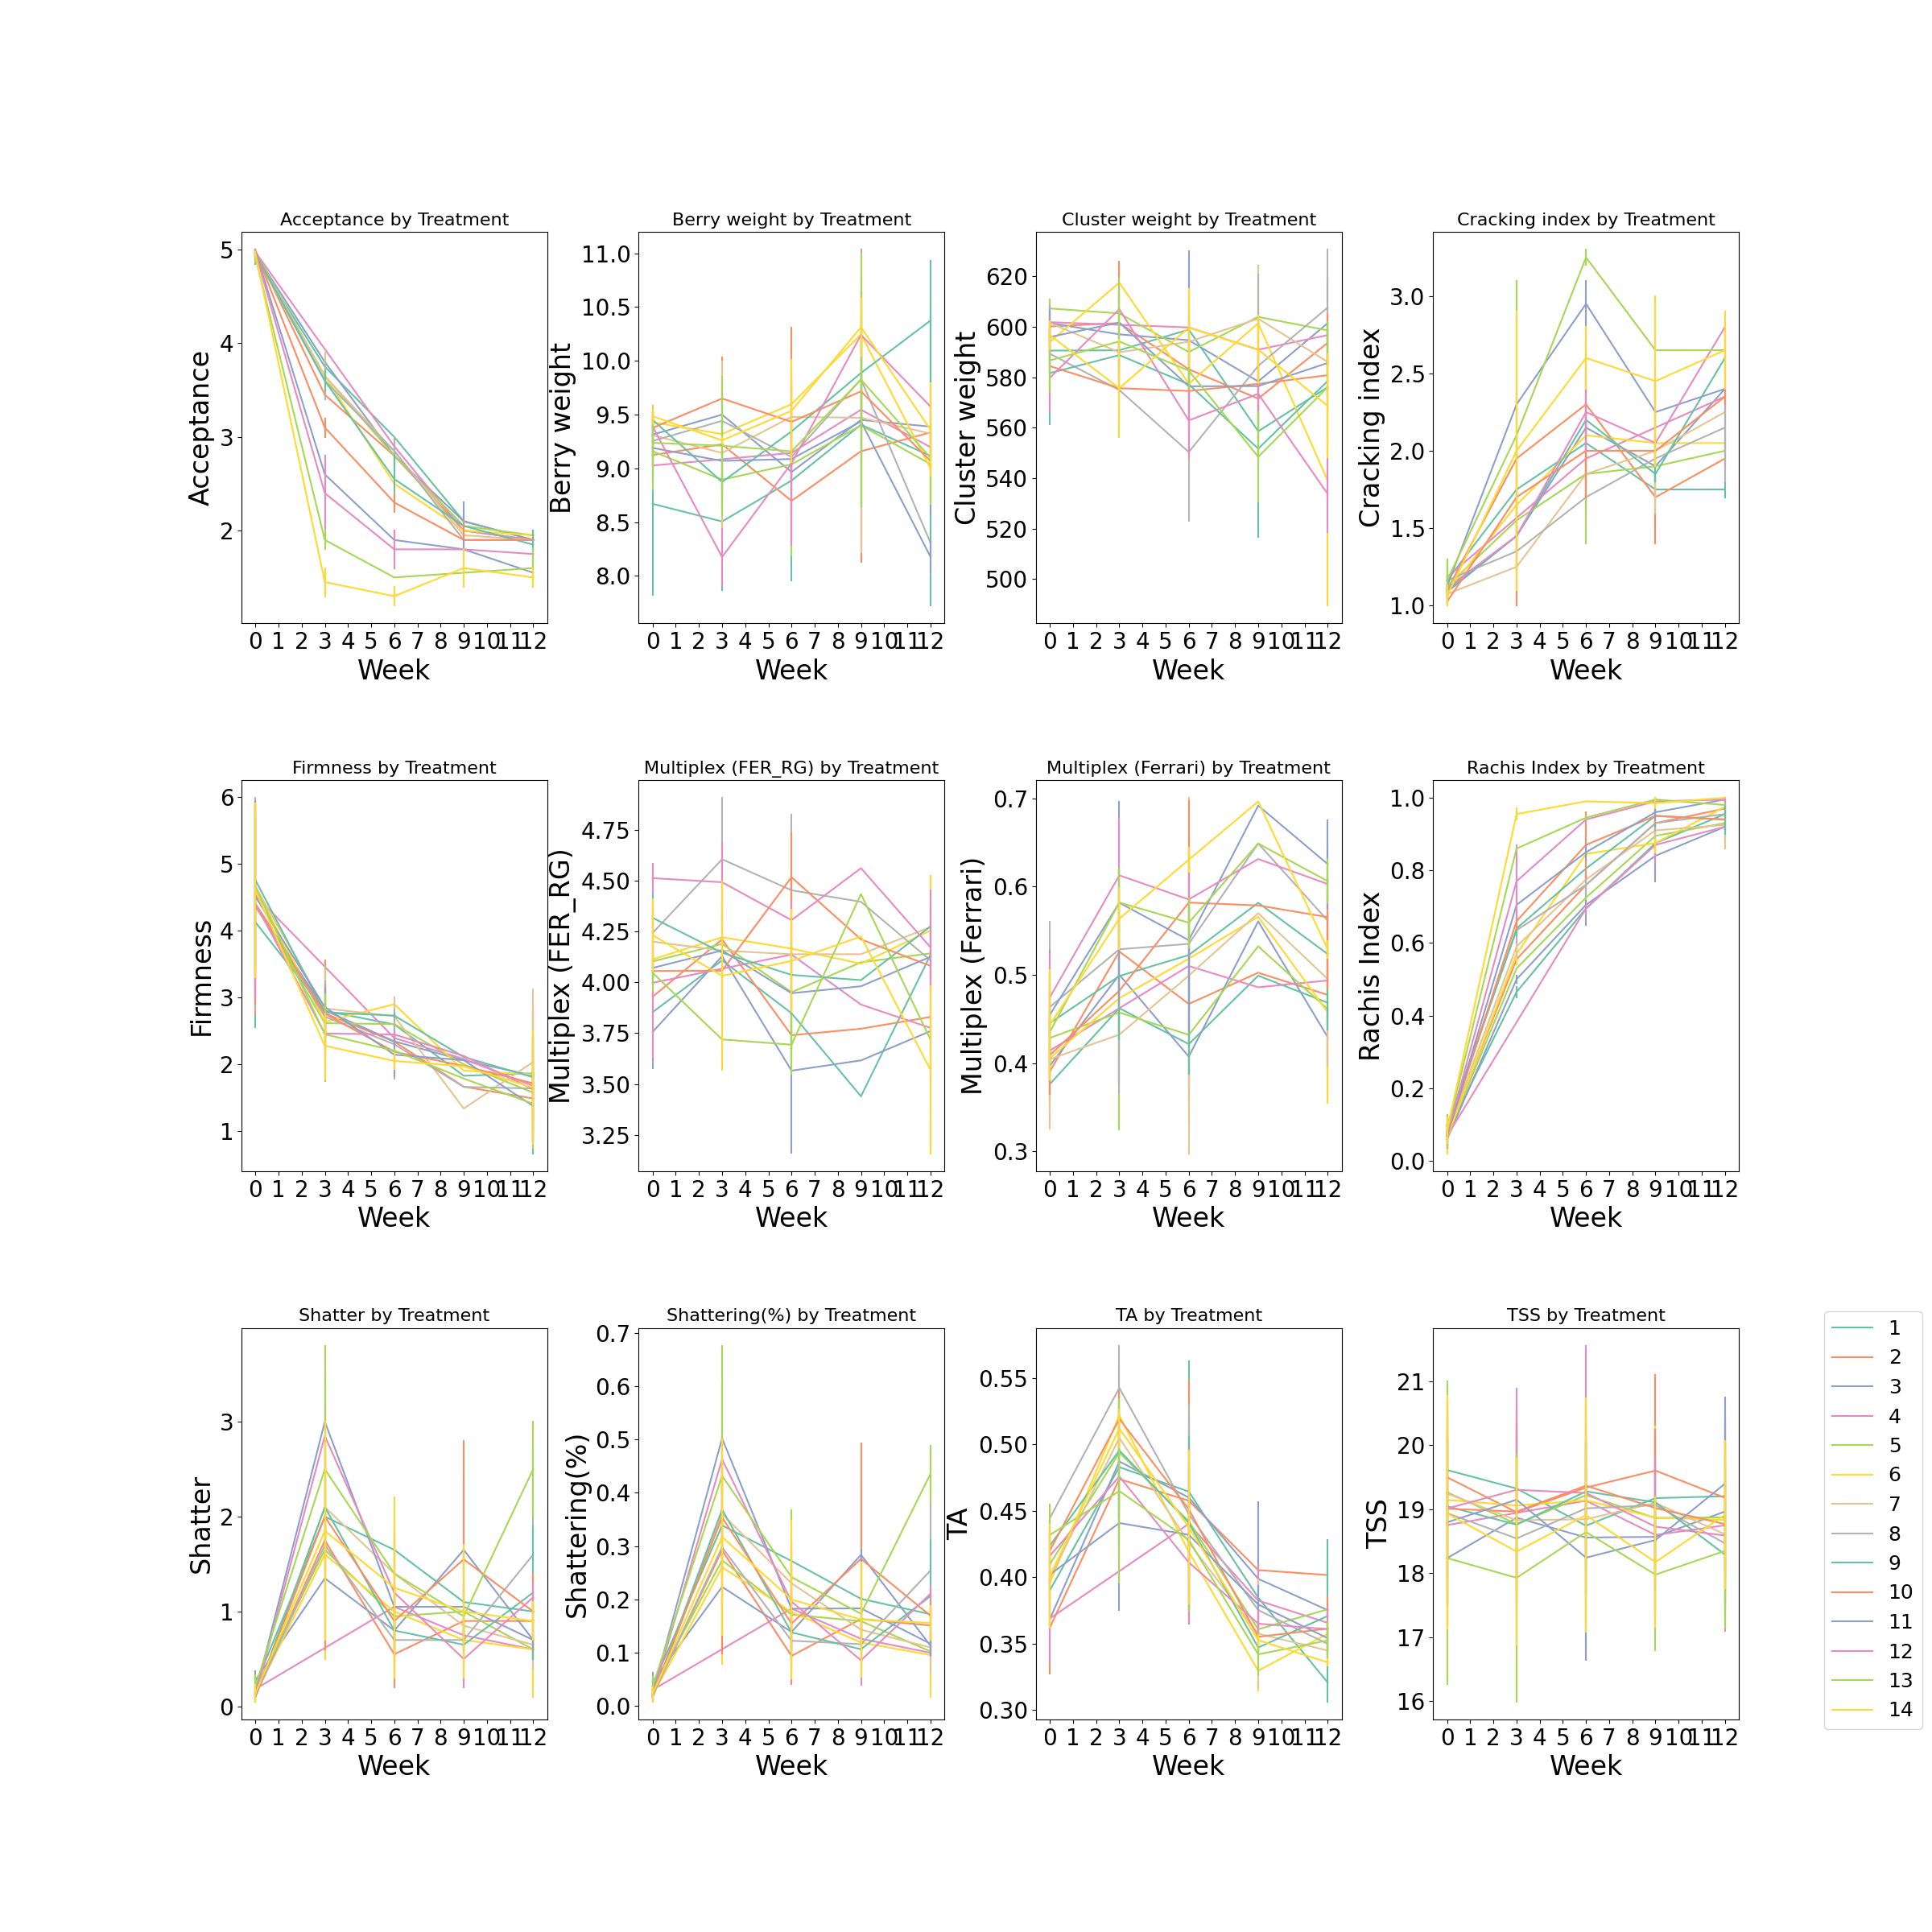 Acceptance by Treatment
Acceptance
5
4
3
2
0 1 2 3 4 5 6 7 8 9 10 11 12
Week
Berry weight by Treatment
Berry weight
11.0
10.5
10.0
9.5
9.0
8.5
8.0
0 1 2 3 4 5 6 7 8 9 10 11 12
Week
Cluster weight by Treatment
Cluster weight
620
600
580
560
540
520
500
0 1 2 3 4 5 6 7 8 9 10 11 12
Week
Cracking index by Treatment
Cracking index
3.0
2.5
2.0
1.5
1.0
0 1 2 3 4 5 6 7 8 9 10 11 12
Week
Firmness by Treatment
Firmness
6
5
4
3
2
1
0 1 2 3 4 5 6 7 8 9 10 11 12
Week
Multiplex (FER_RG) by Treatment
Multiplex (FER_RG)
4.75
4.50
4.25
4.00
3.75
3.50
3.25
0 1 2 3 4 5 6 7 8 9 10 11 12
Week
Multiplex (Ferrari) by Treatment
Multiplex (Ferrari)
0.7
0.6
0.5
0.4
0.3
0 1 2 3 4 5 6 7 8 9 10 11 12
Week
Rachis Index by Treatment
Rachis Index
1.0
0.8
0.6
0.4
0.2
0.0
0 1 2 3 4 5 6 7 8 9 10 11 12
Week
Shatter by Treatment
Shatter
3
2
1
0
0 1 2 3 4 5 6 7 8 9 10 11 12
Week
Shattering(%) by Treatment
Shattering(%)
0.7
0.6
0.5
0.4
0.3
0.2
0.1
0.0
0 1 2 3 4 5 6 7 8 9 10 11 12
Week
TA by Treatment
TA
0.55
0.50
0.45
0.40
0.35
0.30
0 1 2 3 4 5 6 7 8 9 10 11 12
Week
TSS by Treatment
TSS
21
20
19
18
17
16
0 1 2 3 4 5 6 7 8 9 10 11 12
Week
1
2
3
4
5
6
7
8
9
10
11
12
13
14